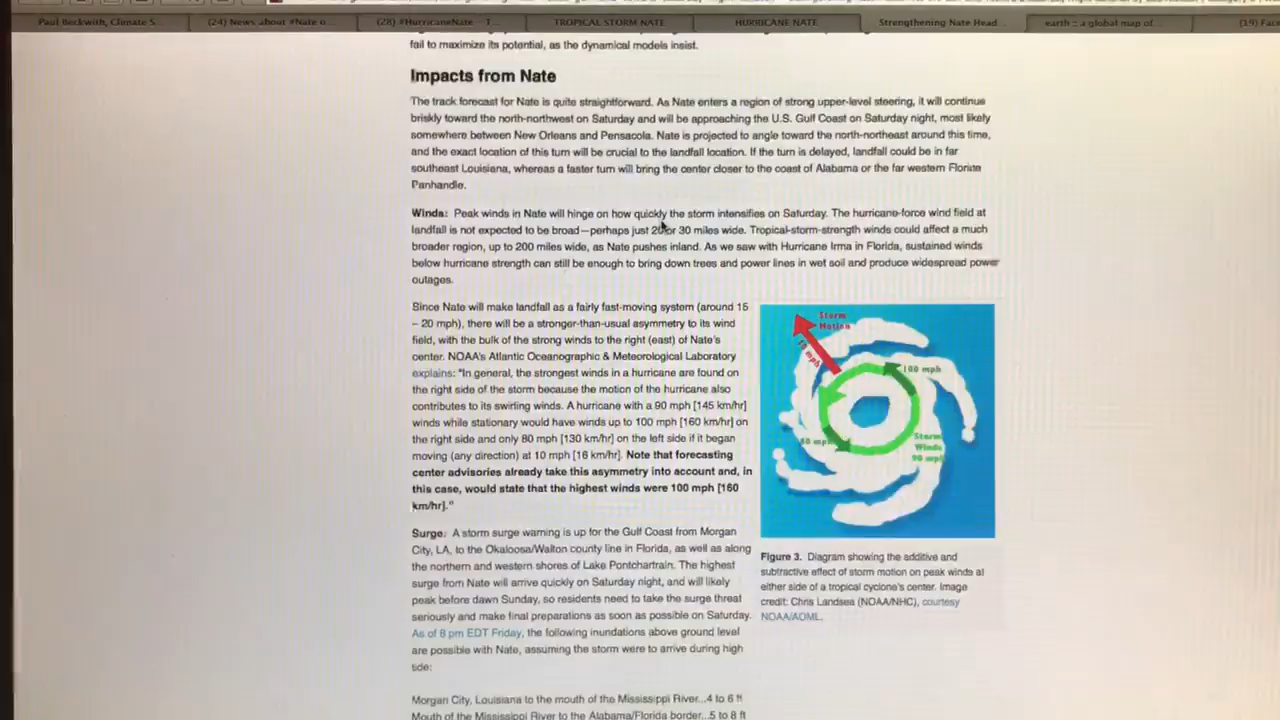 Paul Beckwith, Climate S...
(24) News about #Nate o...
(28) #HurricaneNate – T...
TROPICAL STORM NATE
HURRICANE NATE
Strengthening Nate Head...
earth :: a global map of...
(19) Fac
fail to maximize its potential, as the dynamical models insist.
Impacts from Nate
The track forecast for Nate is quite straightforward. As Nate enters a region of strong upper-level steering, it will continue
briskly toward the north-northwest on Saturday and will be approaching the U.S. Gulf Coast on Saturday night, most likely
somewhere between New Orleans and Pensacola. Nate is projected to angle toward the north-northeast around this time,
and the exact location of this turn will be crucial to the landfall location. If the turn is delayed, landfall could be in far
southeast Louisiana, whereas a faster turn will bring the center closer to the coast of Alabama or the far western Florida
Panhandle.
Winds: Peak winds in Nate will hinge on how quickly the storm intensifies on Saturday. The hurricane-force wind field at
landfall is not expected to be broad—perhaps just 20 or 30 miles wide. Tropical-storm-strength winds could affect a much
broader region, up to 200 miles wide, as Nate pushes inland. As we saw with Hurricane Irma in Florida, sustained winds
below hurricane strength can still be enough to bring down trees and power lines in wet soil and produce widespread power
outages.
Since Nate will make landfall as a fairly fast-moving system (around 15
– 20 mph), there will be a stronger-than-usual asymmetry to its wind
field, with the bulk of the strong winds to the right (east) of Nate's
center. NOAA's Atlantic Oceanographic & Meteorological Laboratory
explains: "In general, the strongest winds in a hurricane are found on
the right side of the storm because the motion of the hurricane also
contributes to its swirling winds. A hurricane with a 90 mph [145 km/hr]
winds while stationary would have winds up to 100 mph [160 km/hr] on
the right side and only 80 mph [130 km/hr] on the left side if it began
moving (any direction) at 10 mph [16 km/hr]. Note that forecasting
center advisories already take this asymmetry into account and, in
this case, would state that the highest winds were 100 mph [160
km/hr]."
Storm
Motion
10 mph
100 mph
80 mph
Storm
Winds
90 mph
Surge: A storm surge warning is up for the Gulf Coast from Morgan
City, LA, to the Okaloosa/Walton county line in Florida, as well as along
the northern and western shores of Lake Pontchartrain. The highest
surge from Nate will arrive quickly on Saturday night, and will likely
peak before dawn Sunday, so residents need to take the surge threat
seriously and make final preparations as soon as possible on Saturday.
As of 8 pm EDT Friday, the following inundations above ground level
are possible with Nate, assuming the storm were to arrive during high
tide:
Figure 3. Diagram showing the additive and
subtractive effect of storm motion on peak winds at
either side of a tropical cyclone's center. Image
credit: Chris Landsea (NOAA/NHC), courtesy
NOAA/AOML.
Morgan City, Louisiana to the mouth of the Mississippi River...4 to 6 ft
Mouth of the Mississippi River to the Alabama/Florida border...5 to 8 ft